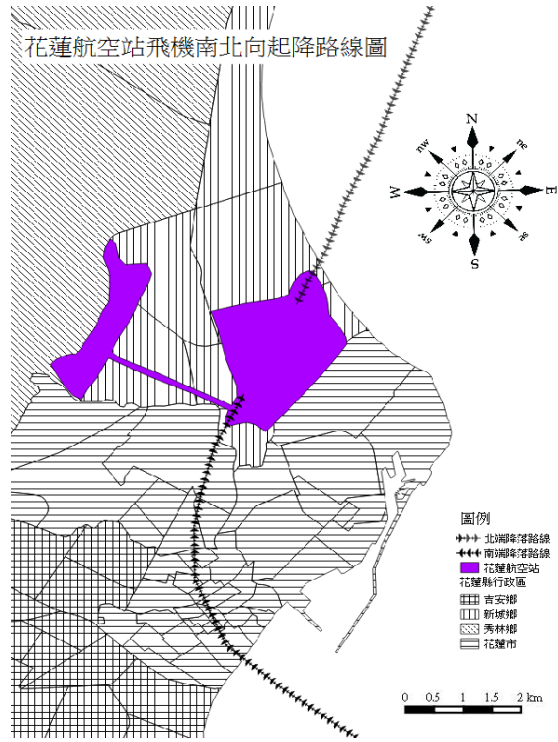 花蓮航空站飛機南北向起降路線圖
N
nw
ne
W
E
sw
se
S
圖例
北端降落路線
南端降落路線
花蓮航空站
花蓮縣行政區
吉安鄉
新城鄉
秀林鄉
花蓮市
0 0.5 1 1.5 2 km